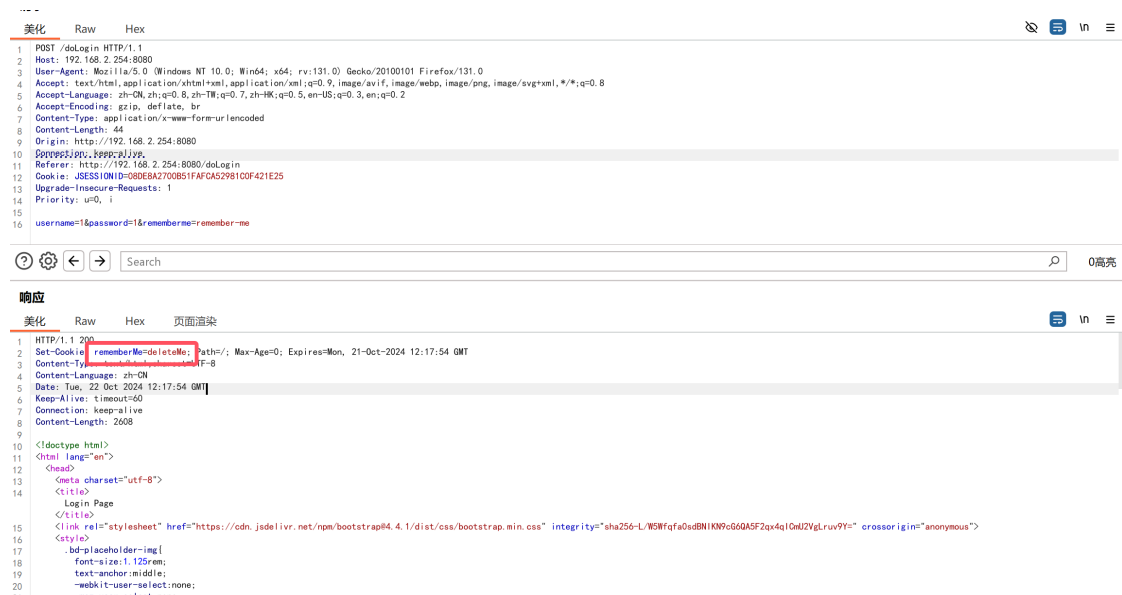 美化 Raw Hex \n
1 POST /doLogin HTTP/1.1
2 Host: 192.168.2.254:8080
3 User-Agent: Mozilla/5.0 (Windows NT 10.0; Win64; x64; rv:131.0) Gecko/20100101 Firefox/131.0
4 Accept: text/html,application/xhtml+xml,application/xml;q=0.9,image/avif,image/webp,image/png,image/svg+xml,*/*;q=0.8
5 Accept-Language: zh-CN,zh;q=0.8,zh-TW;q=0.7,zh-HK;q=0.5,en-US;q=0.3,en;q=0.2
6 Accept-Encoding: gzip, deflate, br
7 Content-Type: application/x-www-form-urlencoded
8 Content-Length: 44
9 Origin: http://192.168.2.254:8080
10 Connection: keep-alive
11 Referer: http://192.168.2.254:8080/doLogin
12 Cookie: JSESSIONID=08DE8A2700B51FAFCA52981C0F421E25
13 Upgrade-Insecure-Requests: 1
14 Priority: u=0, i
15
16 username=1&password=1&rememberme=remember-me
Search 0高亮
响应
美化 Raw Hex 页面渲染 \n
1 HTTP/1.1 200
2 Set-Cookie: rememberMe=deleteMe; Path=/; Max-Age=0; Expires=Mon, 21-Oct-2024 12:17:54 GMT
3 UTF-8
4 Content-Language: zh-CN
5 Date: Tue, 22 Oct 2024 12:17:54 GMT
6 Keep-Alive: timeout=60
7 Connection: keep-alive
8 Content-Length: 2608
9
10 <!doctype html>
11 <html lang="en">
12 <head>
13 <meta charset="utf-8">
14 <title>
Login Page
</title>
15 <link rel="stylesheet" href="https://cdn.jsdelivr.net/npm/bootstrap@4.4.1/dist/css/bootstrap.min.css" integrity="sha256-L/W5WfqfaOsdBNIKN9cG6QA5F2qx4qICmU2VgLruv9Y=" crossorigin="anonymous">
16 <style>
17 .bd-placeholder-img{
18 font-size:1.125rem;
19 text-anchor:middle;
20 -webkit-user-select:none;